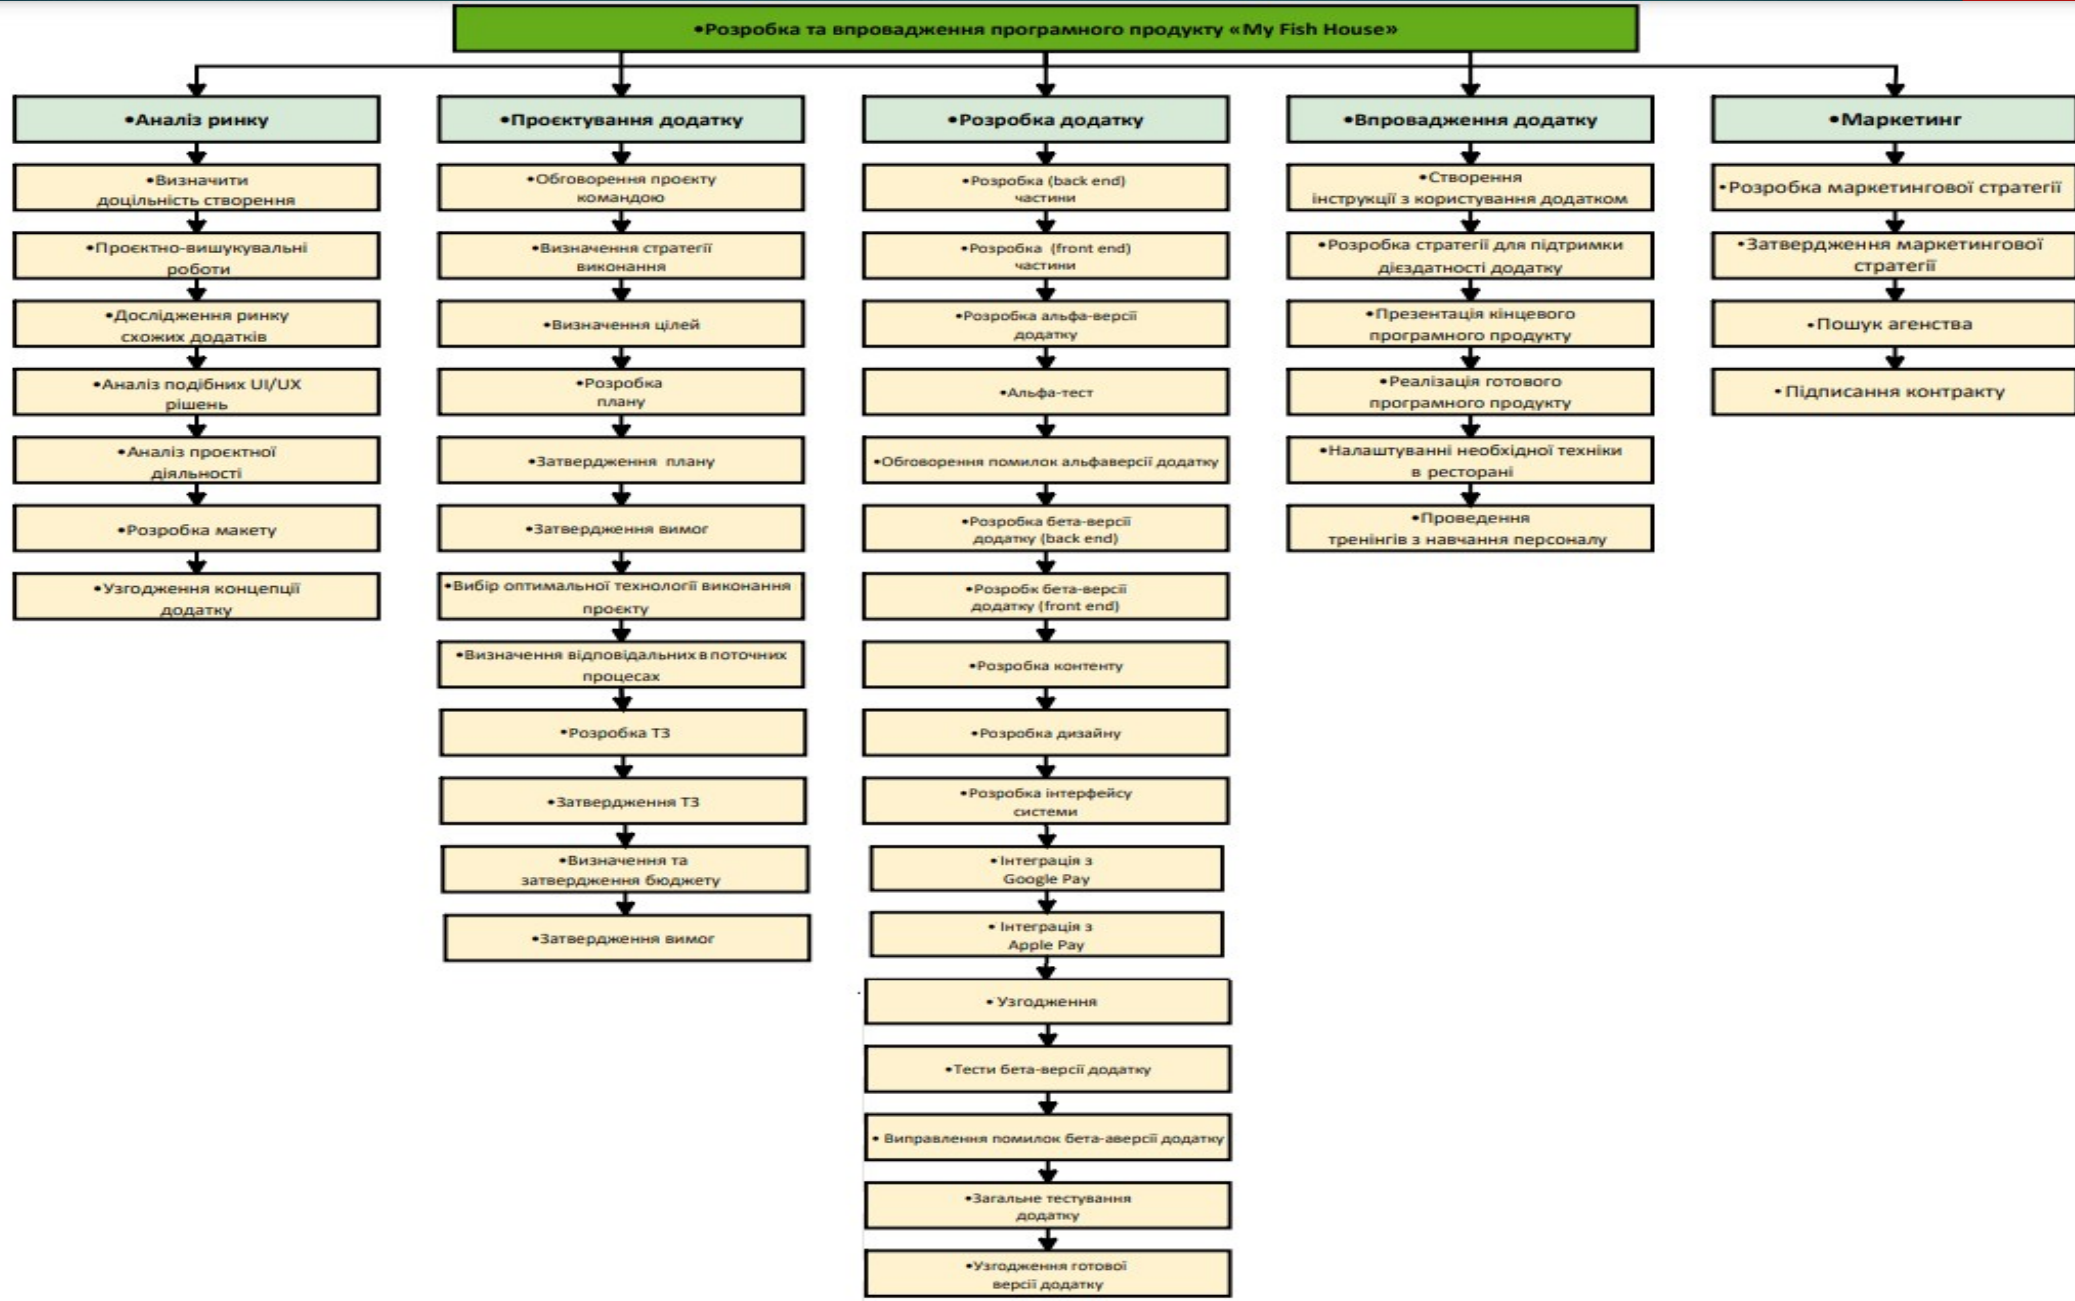 •Розробка та впровадження програмного продукту «My Fish House»
•Аналіз ринку
•Визначити
доцільність створення
•Проєктно-вишукувальні
роботи
•Дослідження ринку
схожих додатків
•Аналіз подібних UI/UX
рішень
•Аналіз проєктної
діяльності
•Розробка макету
•Узгодження концепції
додатку
•Проєктування додатку
•Обговорення проєкту
командою
•Визначення стратегії
виконання
•Визначення цілей
•Розробка
плану
•Затвердження плану
•Затвердження вимог
•Вибір оптимальної технології виконання
проєкту
•Визначення відповідальних в поточних
процесах
•Розробка ТЗ
•Затвердження ТЗ
•Визначення та
затвердження бюджету
•Затвердження вимог
•Розробка додатку
•Розробка (back end)
частини
•Розробка (front end)
частини
•Розробка альфа-версії
додатку
•Альфа-тест
•Обговорення помилок альфаверсії додатку
•Розробка бета-версії
додатку (back end)
•Розробк бета-версії
додатку (front end)
•Розробка контенту
•Розробка дизайну
•Розробка інтерфейсу
системи
• Інтеграція з
Google Pay
• Інтеграція з
Apple Pay
• Узгодження
•Тести бета-версії додатку
• Виправлення помилок бета-аверсії додатку
•Загальне тестування
додатку
•Узгодження готової
версії додатку
•Впровадження додатку
•Створення
інструкції з користування додатком
•Розробка стратегії для підтримки
дієздатності додатку
•Презентація кінцевого
програмного продукту
•Реалізація готового
програмного продукту
•Налаштуванні необхідної техніки
в ресторані
•Проведення
тренінгів з навчання персоналу
•Маркетинг
•Розробка маркетингової стратегії
•Затвердження маркетингової
стратегії
•Пошук агенства
•Підписання контракту